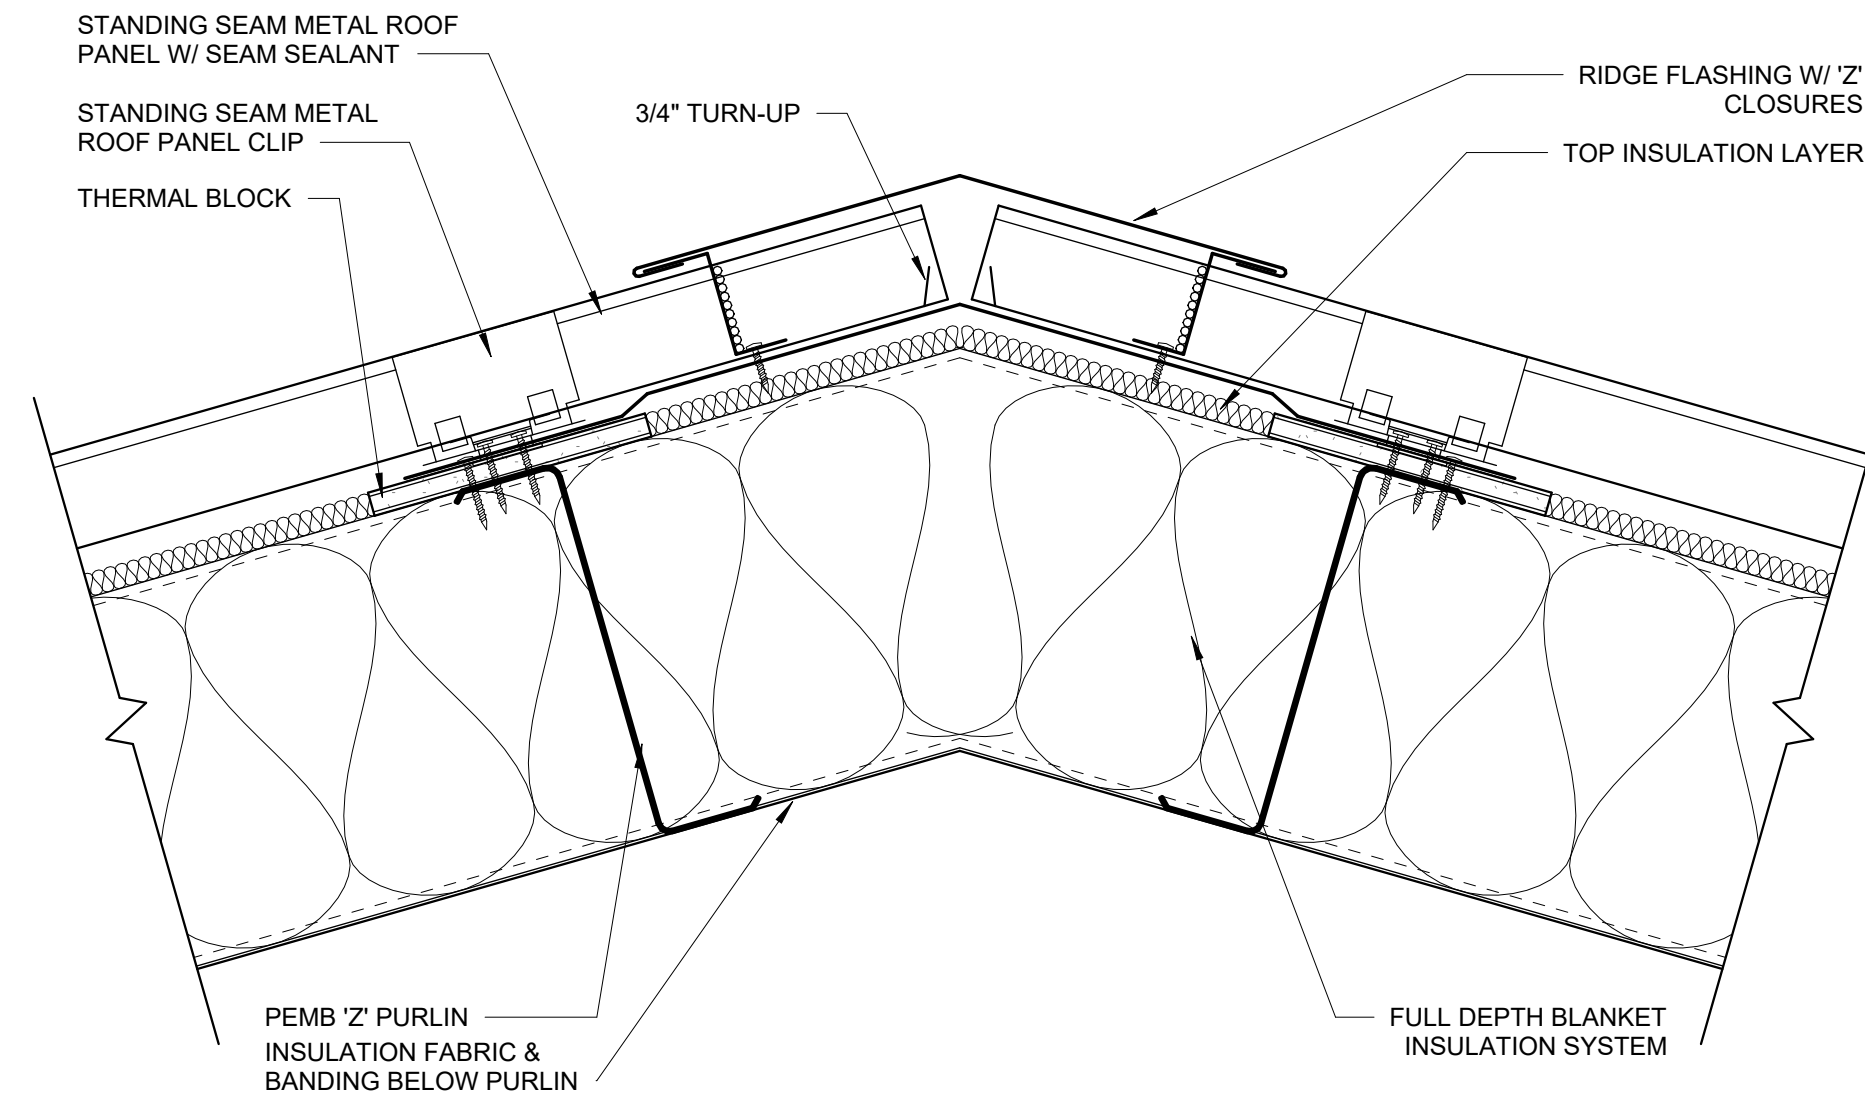 STANDING SEAM METAL ROOF
PANEL W/ SEAM SEALANT
STANDING SEAM METAL
ROOF PANEL CLIP
THERMAL BLOCK
3/4" TURN-UP
RIDGE FLASHING W/ 'Z'
CLOSURES
TOP INSULATION LAYER
PEMB 'Z' PURLIN
INSULATION FABRIC &
BANDING BELOW PURLIN
FULL DEPTH BLANKET
INSULATION SYSTEM